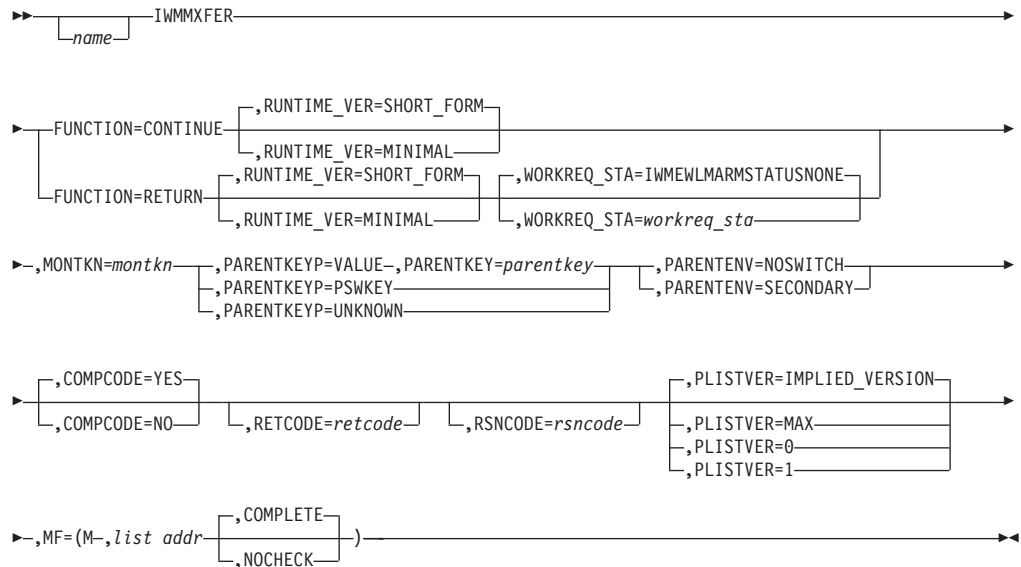 IWMMXFER
name
,RUNTIME_VER=SHORT_FORM
FUNCTION=CONTINUE
,RUNTIME_VER=MINIMAL
,RUNTIME_VER=SHORT_FORM ,WORKREQ_STA=IWMEWLMARMSTATUSNONE
FUNCTION=RETURN
,RUNTIME_VER=MINIMAL ,WORKREQ_STA=workreq_sta
,MONTKN=montkn ,PARENTKEYP=VALUE ,PARENTKEY=parentkey ,PARENTENV=NOSWITCH
,PARENTKEYP=PSWKEY ,PARENTENV=SECONDARY
,PARENTKEYP=UNKNOWN
,COMPCODE=YES ,PLISTVER=IMPLIED_VERSION
,COMPCODE=NO ,RETCODE=retcode ,RSNCODE=rsncode ,PLISTVER=MAX
,PLISTVER=0
,PLISTVER=1
,COMPLETE
,MF=(M ,list addr )
,NOCHECK